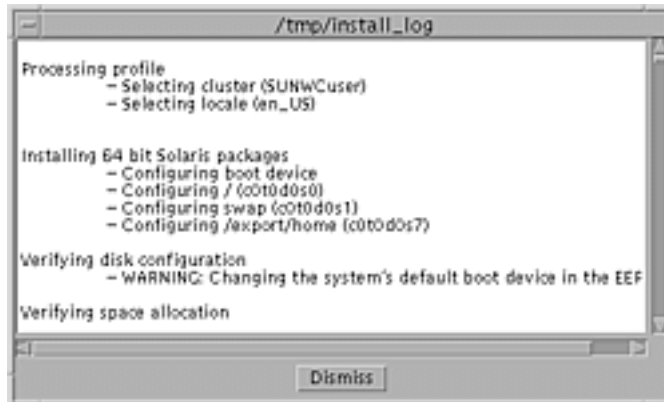 /tmp/install_log
Processing profile
– Selecting cluster (SUNWCuser)
– Selecting locale (en_US)
Installing 64 bit Solaris packages
– Configuring boot device
– Configuring / (c0t0d0s0)
– Configuring swap (c0t0d0s1)
– Configuring /export/home (c0t0d0s7)
Verifying disk configuration
– WARNING: Changing the system's default boot device in the EEP
Verifying space allocation
Dismiss